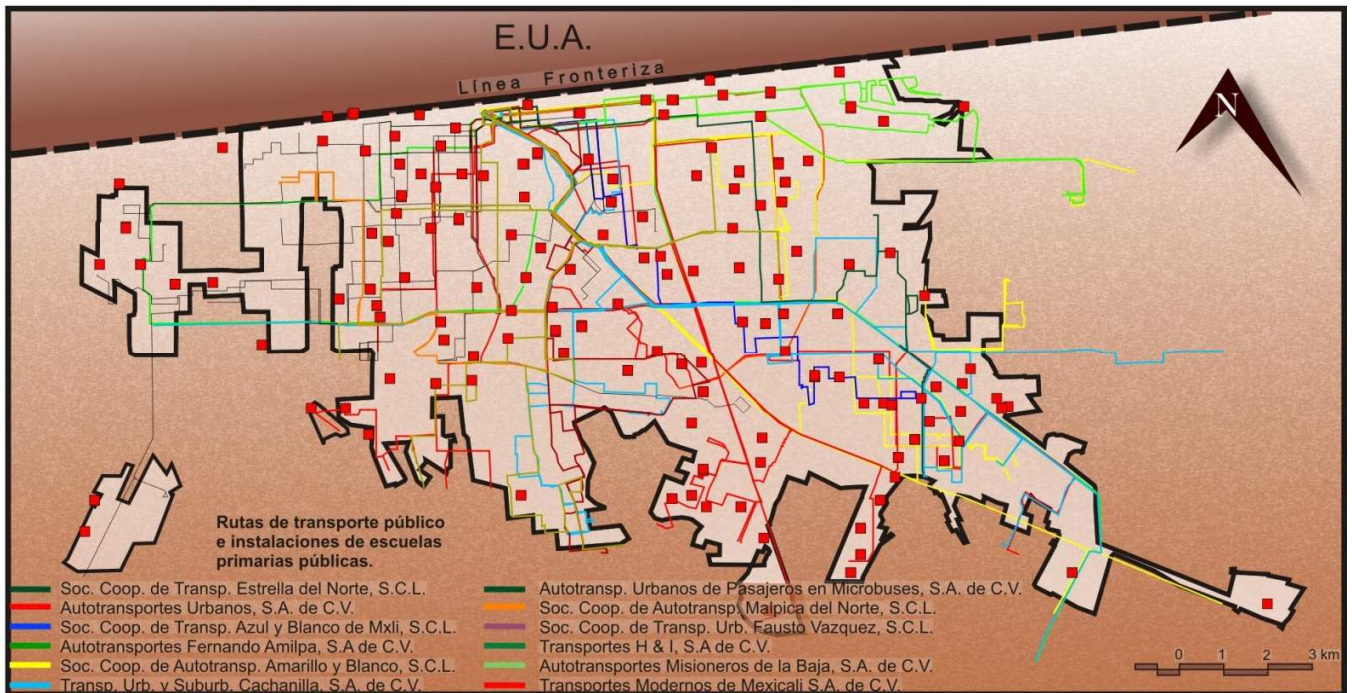 E.U.A.
Línea Fronteriza
N
Rutas de transporte público
e instalaciones de escuelas
primarias públicas.
Soc. Coop. de Transp. Estrella del Norte, S.C.L.
Autotransportes Urbanos, S.A. de C.V.
Soc. Coop. de Transp. Azul y Blanco de Mxli, S.C.L.
Autotransportes Fernando Amilpa, S.A de C.V.
Soc. Coop. de Autotransp. Amarillo y Blanco, S.C.L.
Transp. Urb. y Suburb. Cachanilla, S.A. de C.V.
Autotransp. Urbanos de Pasajeros en Microbuses, S.A. de C.V.
Soc. Coop. de Autotransp. Malpica del Norte, S.C.L.
Soc. Coop. de Transp. Urb. Fausto Vazquez, S.C.L.
Transportes H & I, S.A de C.V.
Autotransportes Misioneros de la Baja, S.A. de C.V.
Transportes Modernos de Mexicali S.A. de C.V.
0 1 2 3 km